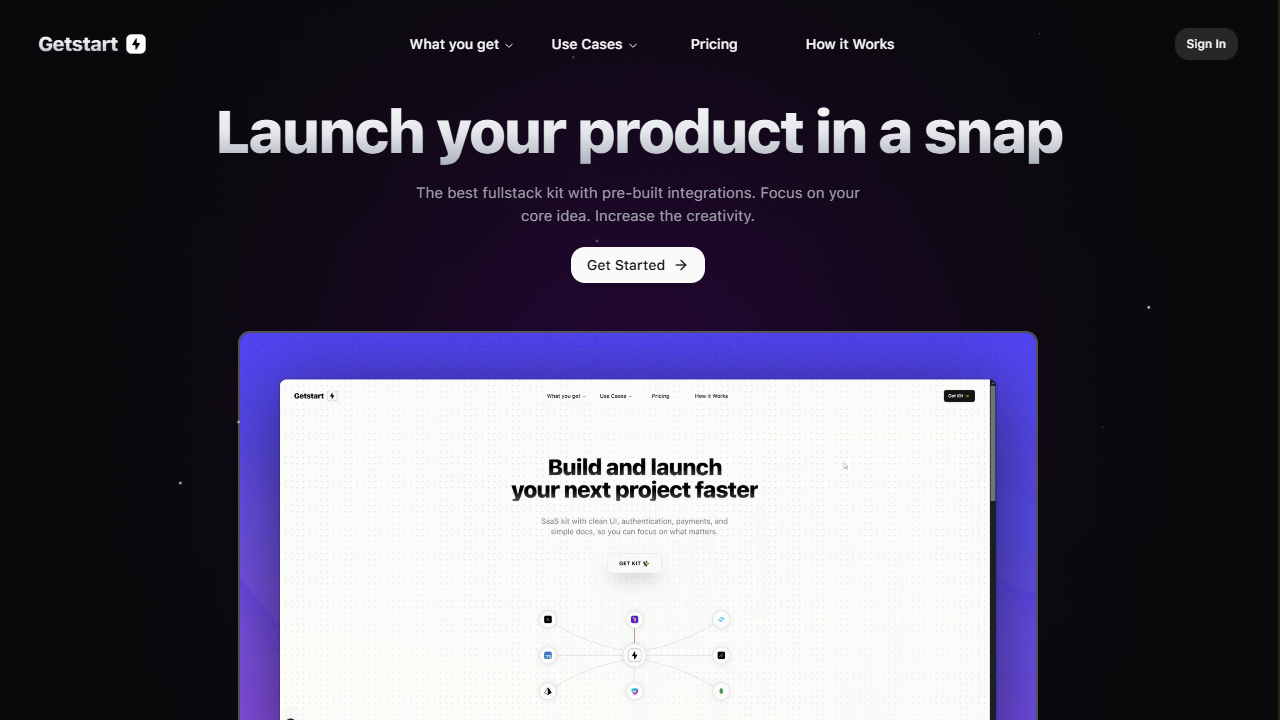 Getstart
What you get
Use Cases
Pricing
How it Works
Sign In
Launch your product in a snap
The best fullstack kit with pre-built integrations. Focus on your
core idea. Increase the creativity.
Get Started
Getstart
What you get
Use Cases
Pricing
How it Works
Get Kit
Build and launch
your next project faster
SaaS kit with clean UI, authentication, payments, and
simple docs, so you can focus on what matters.
GET KIT